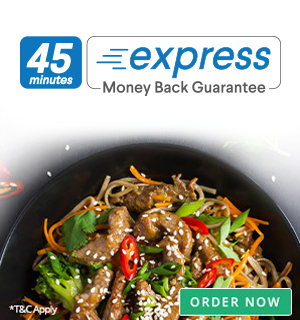 45
minutes
express
Money Back Guarantee
*T&C Apply
ORDER NOW